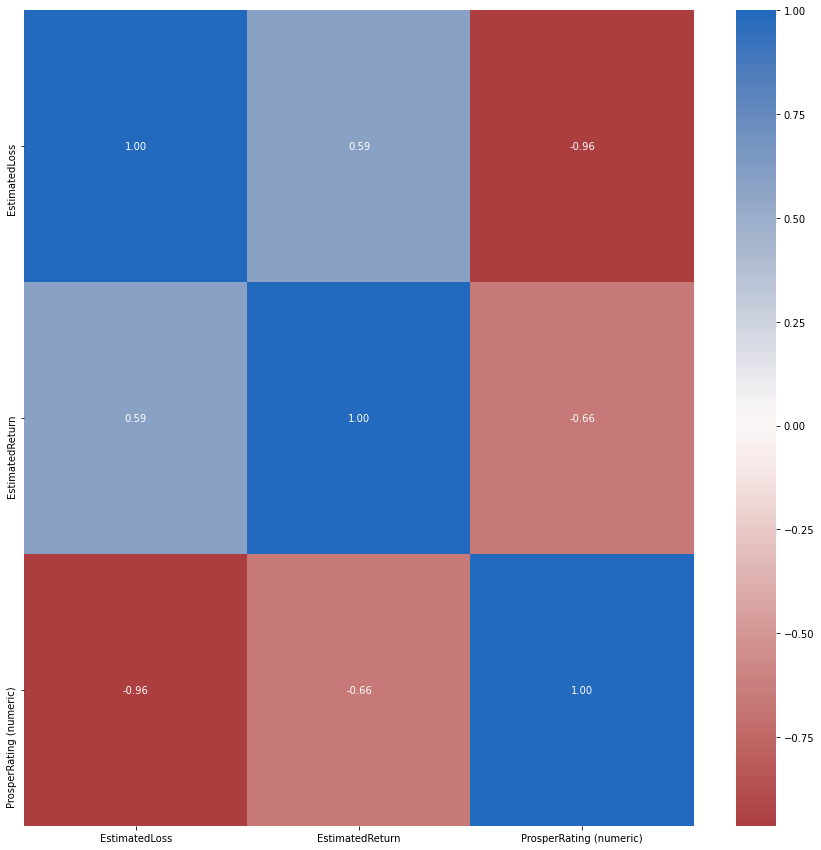 EstimatedLoss
EstimatedReturn
ProsperRating (numeric)
1.00 0.59 -0.96
0.59 1.00 -0.66
-0.96 -0.66 1.00
EstimatedLoss EstimatedReturn ProsperRating (numeric)
1.00
0.75
0.50
0.25
0.00
−0.25
−0.50
−0.75